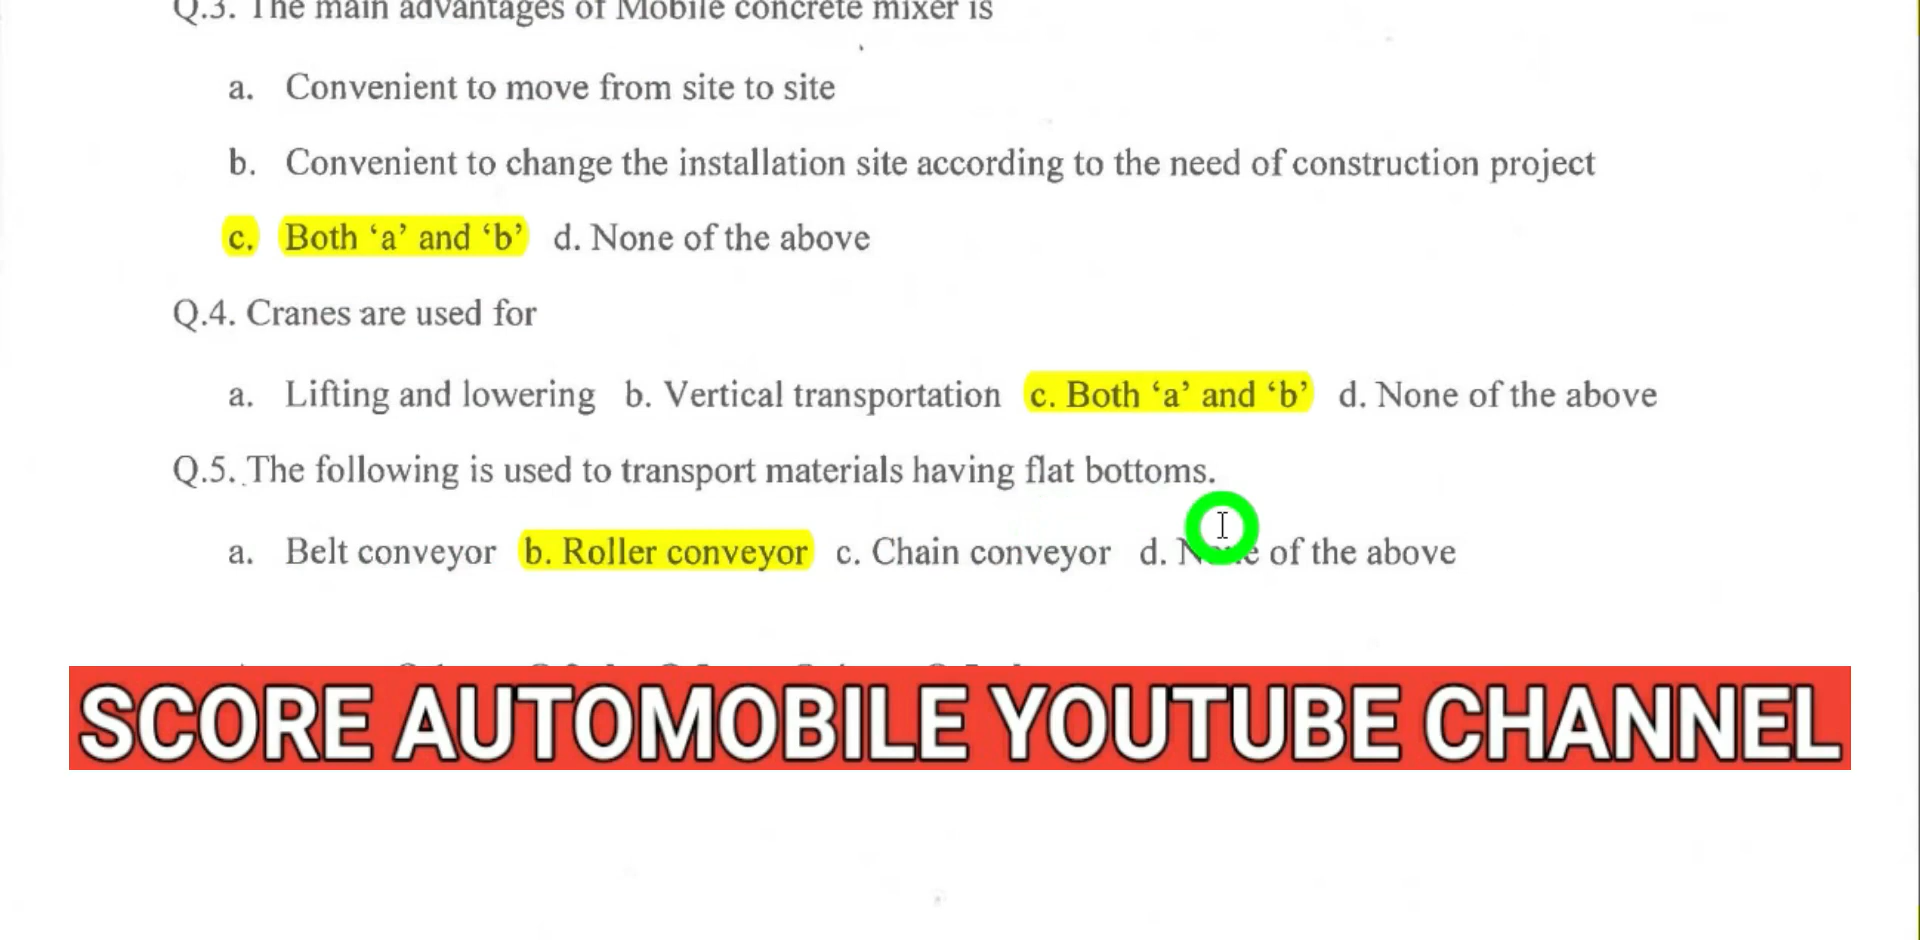 Q.3. The main advantages of Mobile concrete mixer is
a. Convenient to move from site to site
b. Convenient to change the installation site according to the need of construction project
c. Both ‘a’ and ‘b’ d. None of the above
Q.4. Cranes are used for
a. Lifting and lowering b. Vertical transportation c. Both ‘a’ and ‘b’ d. None of the above
Q.5. The following is used to transport materials having flat bottoms.
a. Belt conveyor b. Roller conveyor c. Chain conveyor d. None of the above
SCORE AUTOMOBILE YOUTUBE CHANNEL